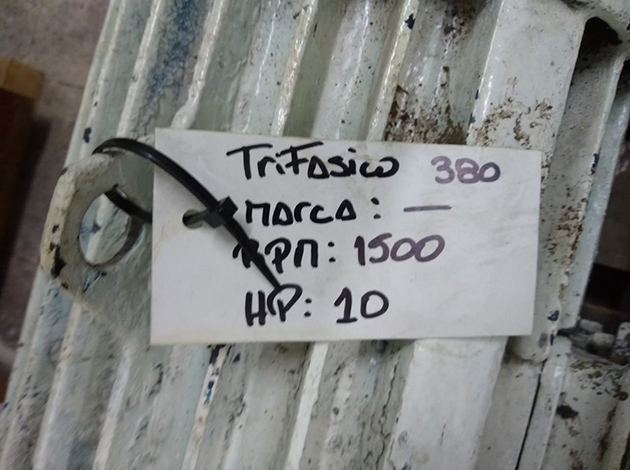 TriFasico 380
marca: —
RPM: 1500
HP: 10